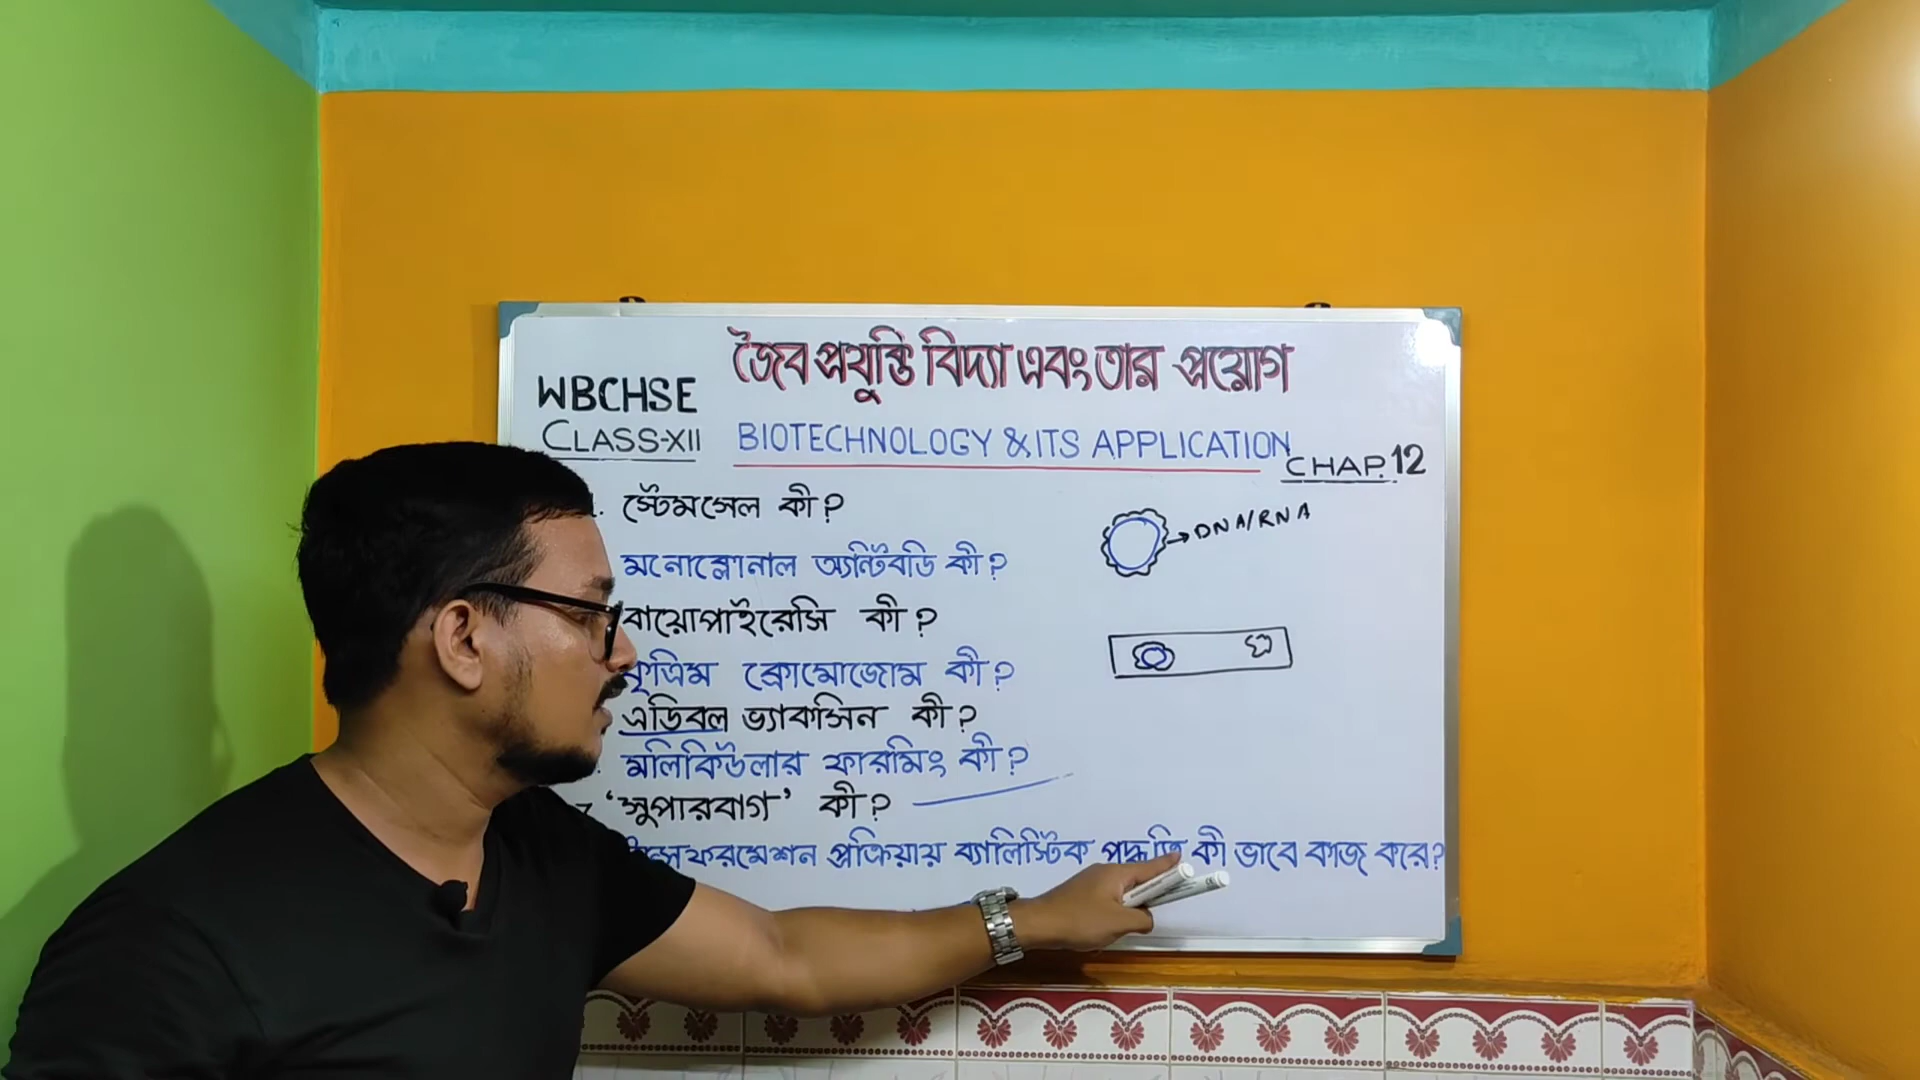 জৈব প্রযুক্তি বিদ্যা এবং তার প্রয়োগ
WBCHSE
CLASS-XII
BIOTECHNOLOGY & ITS APPLICATION
CHAP. 12
স্টেমসেল কী?
মনোক্লোনাল অ্যান্টিবডি কী?
বায়োপাইরেসি কী?
কৃত্রিম ক্রোমোজোম কী?
এডিবল ভ্যাকসিন কী?
মলিকিউলার ফারমিং কী?
'সুপারবাগ' কী?
প্রক্রিয়ায় ব্যালিস্টিক পদ্ধতি কী ভাবে কাজ করে?
DNA/RNA